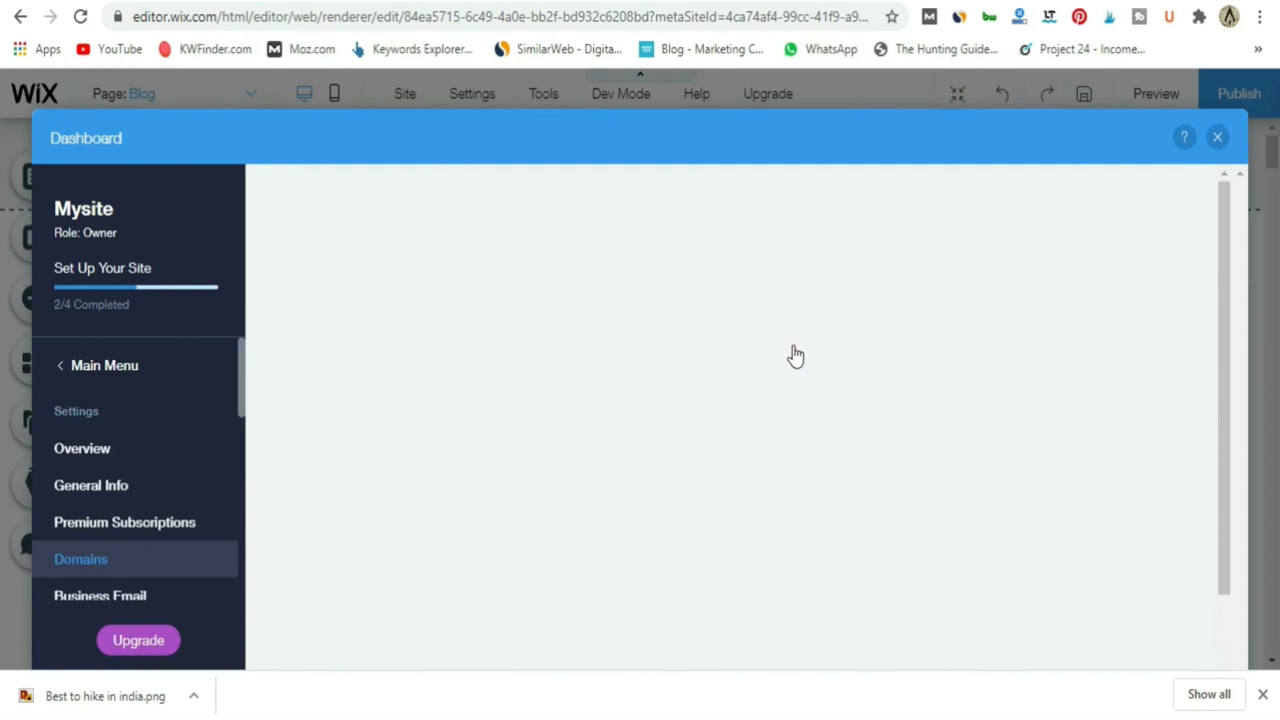 editor.wix.com/html/editor/web/renderer/edit/84ea5715-6c49-4a0e-bb2f-bd932c6208bd?metaSiteId=4ca74af4-99cc-41f9-a9...
Apps YouTube KWFinder.com Moz.com Keywords Explorer... SimilarWeb - Digita... Blog - Marketing C... WhatsApp The Hunting Guide... Project 24 - Income... »
WiX Page: Blog Site Settings Tools Dev Mode Help Upgrade Preview Publish
Dashboard ?
Mysite
Role: Owner
Set Up Your Site
2/4 Completed
Main Menu
Settings
Overview
General Info
Premium Subscriptions
Domains
Business Email
Upgrade
Best to hike in india.png Show all